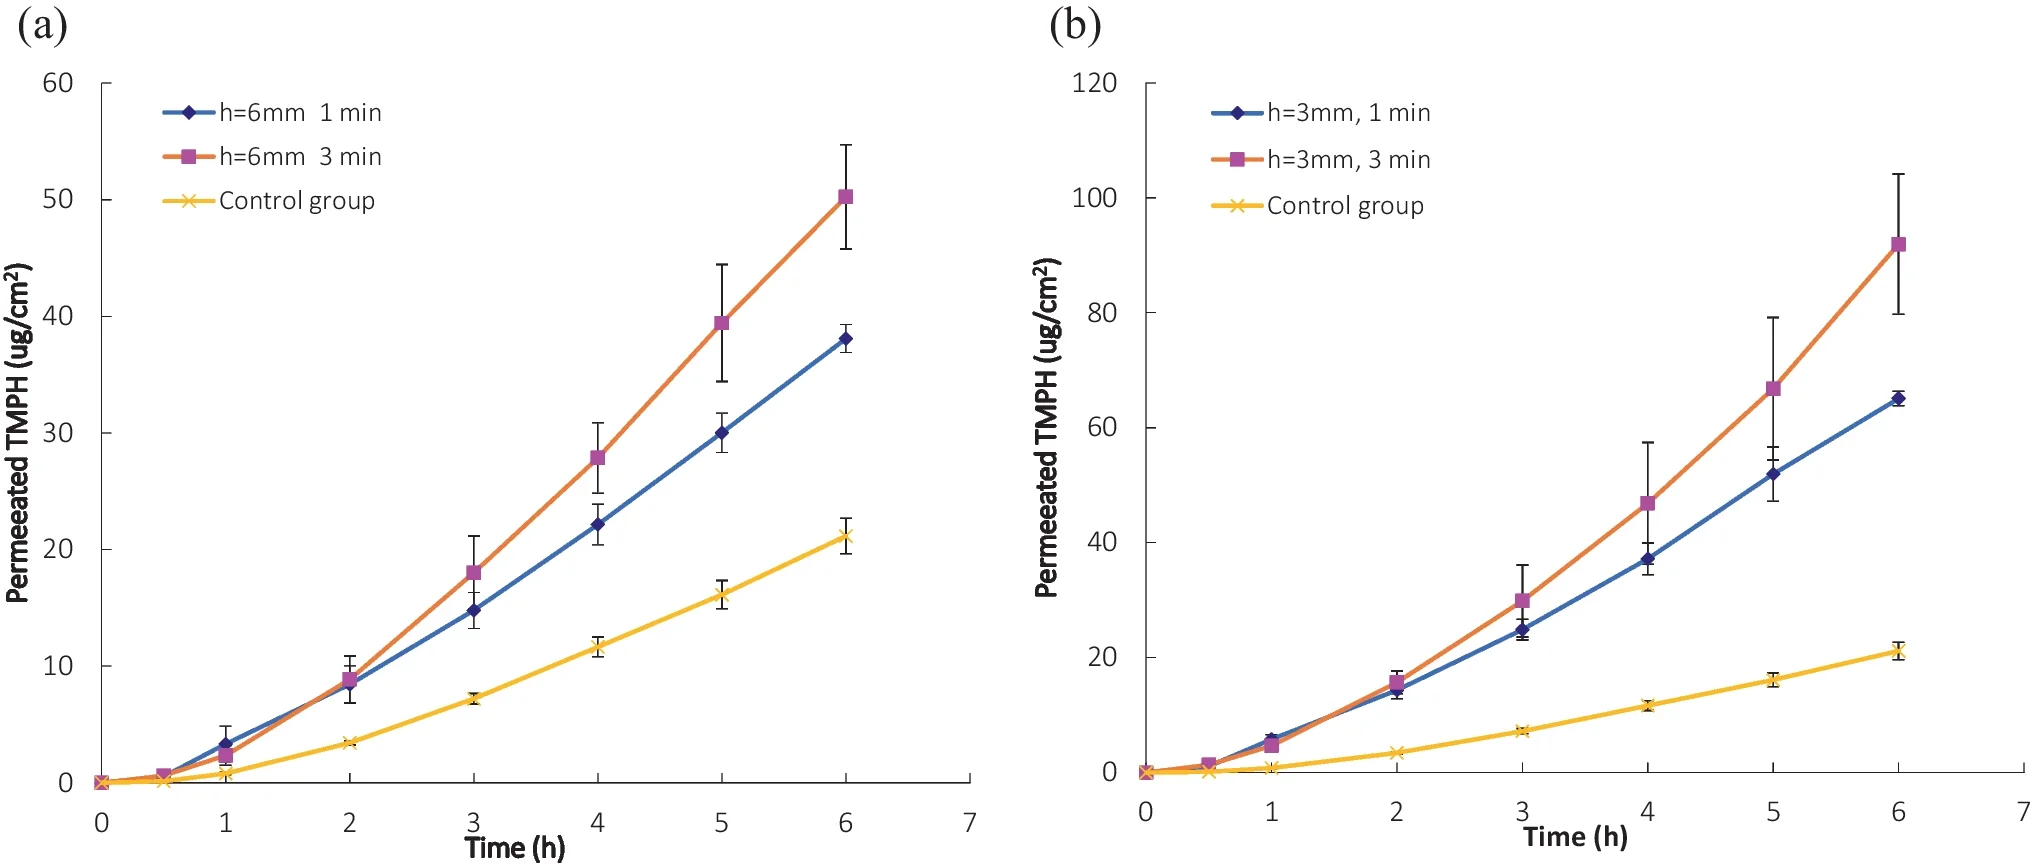 (a)
60
50
40
30
20
10
0
0 1 2 3 4 5 6 7
Permeeated TMPH (ug/cm²)
Time (h)
h=6mm 1 min
h=6mm 3 min
Control group
(b)
120
100
80
60
40
20
0
0 1 2 3 4 5 6 7
Permeeated TMPH (ug/cm²)
Time (h)
h=3mm, 1 min
h=3mm, 3 min
Control group